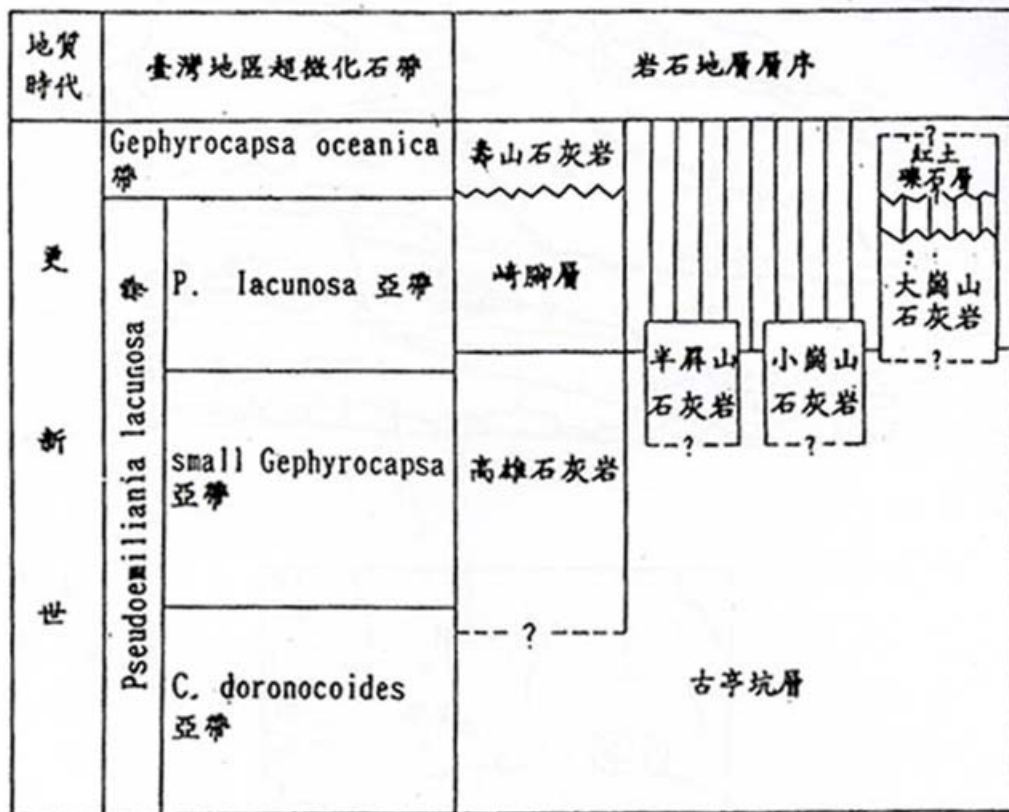 地質
時代
臺灣地區超微化石帶
岩石地層層序
更
新
世
Gephyrocapsa oceanica
帶
Pseudoemiliania lacunosa 帶
P. lacunosa 亞帶
small Gephyrocapsa
亞帶
C. doronocoides
亞帶
壽山石灰岩
崎腳層
高雄石灰岩
?
半屏山
石灰岩
?
小崗山
石灰岩
?
?
紅土
礫石層
?
大崗山
石灰岩
?
古亭坑層